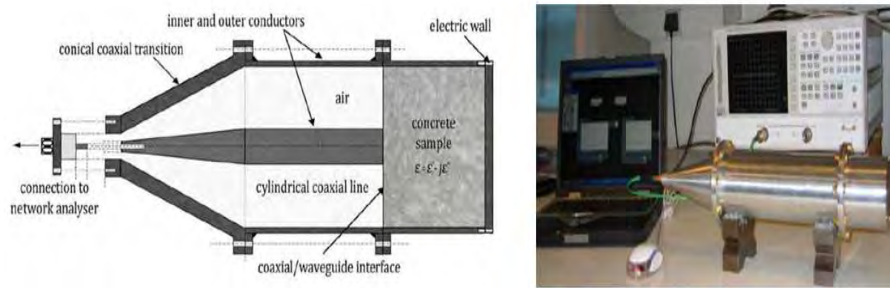 inner and outer conductors
electric wall
conical coaxial transition
air
concrete
sample
ε = ε' - jε"
connection to
network analyser
cylindrical coaxial line
coaxial/waveguide interface